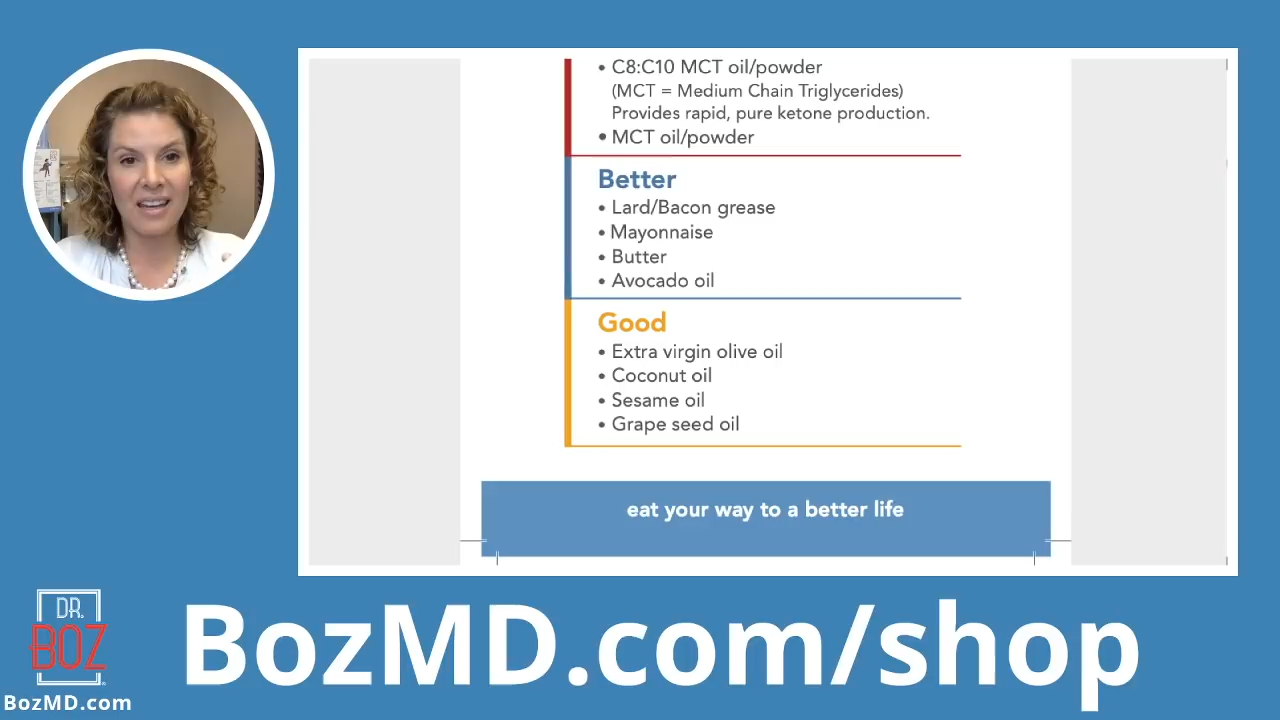 • C8:C10 MCT oil/powder
(MCT = Medium Chain Triglycerides)
Provides rapid, pure ketone production.
• MCT oil/powder
Better
• Lard/Bacon grease
• Mayonnaise
• Butter
• Avocado oil
Good
• Extra virgin olive oil
• Coconut oil
• Sesame oil
• Grape seed oil
eat your way to a better life
DR.
BOZ
BozMD.com
BozMD.com/shop